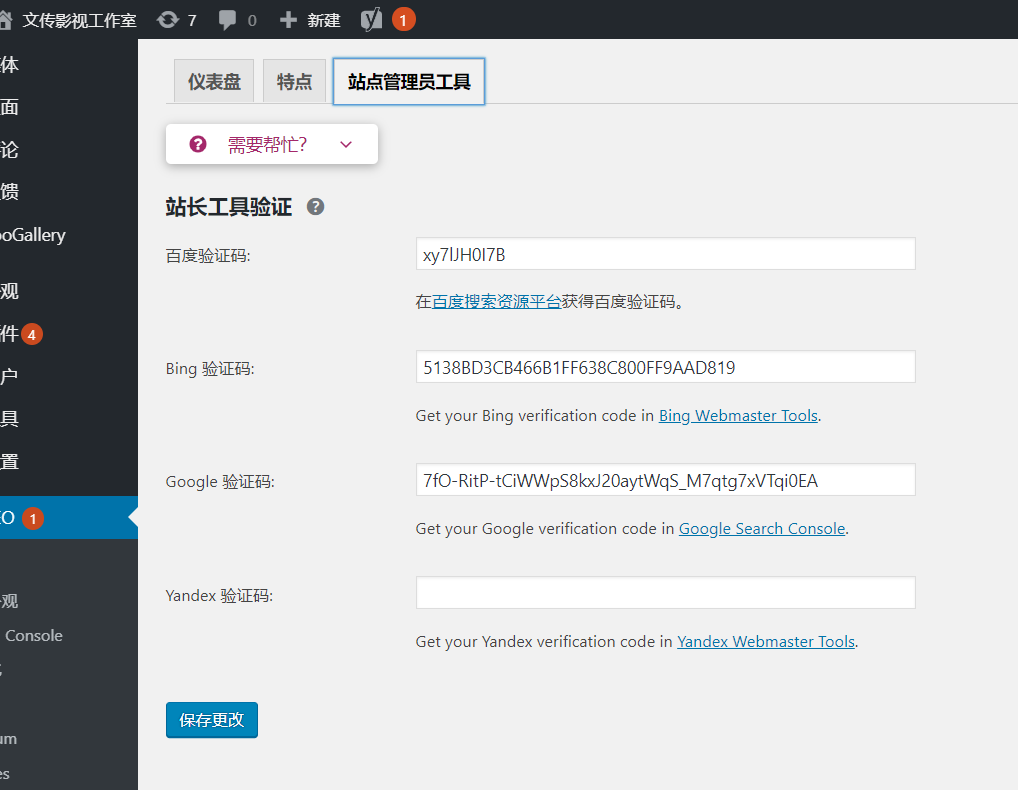 文传影视工作室 7 0 新建 1
体
面
论
馈
ooGallery
观
件 4
户
具
置
EO 1
观
Console
um
es
仪表盘 特点 站点管理员工具
需要帮忙?
站长工具验证
百度验证码: xy7lJH0I7B
在百度搜索资源平台获得百度验证码。
Bing 验证码: 5138BD3CB466B1FF638C800FF9AAD819
Get your Bing verification code in Bing Webmaster Tools.
Google 验证码: 7fO-RitP-tCiWWpS8kxJ20aytWqS_M7qtg7xVTqi0EA
Get your Google verification code in Google Search Console.
Yandex 验证码:
Get your Yandex verification code in Yandex Webmaster Tools.
保存更改